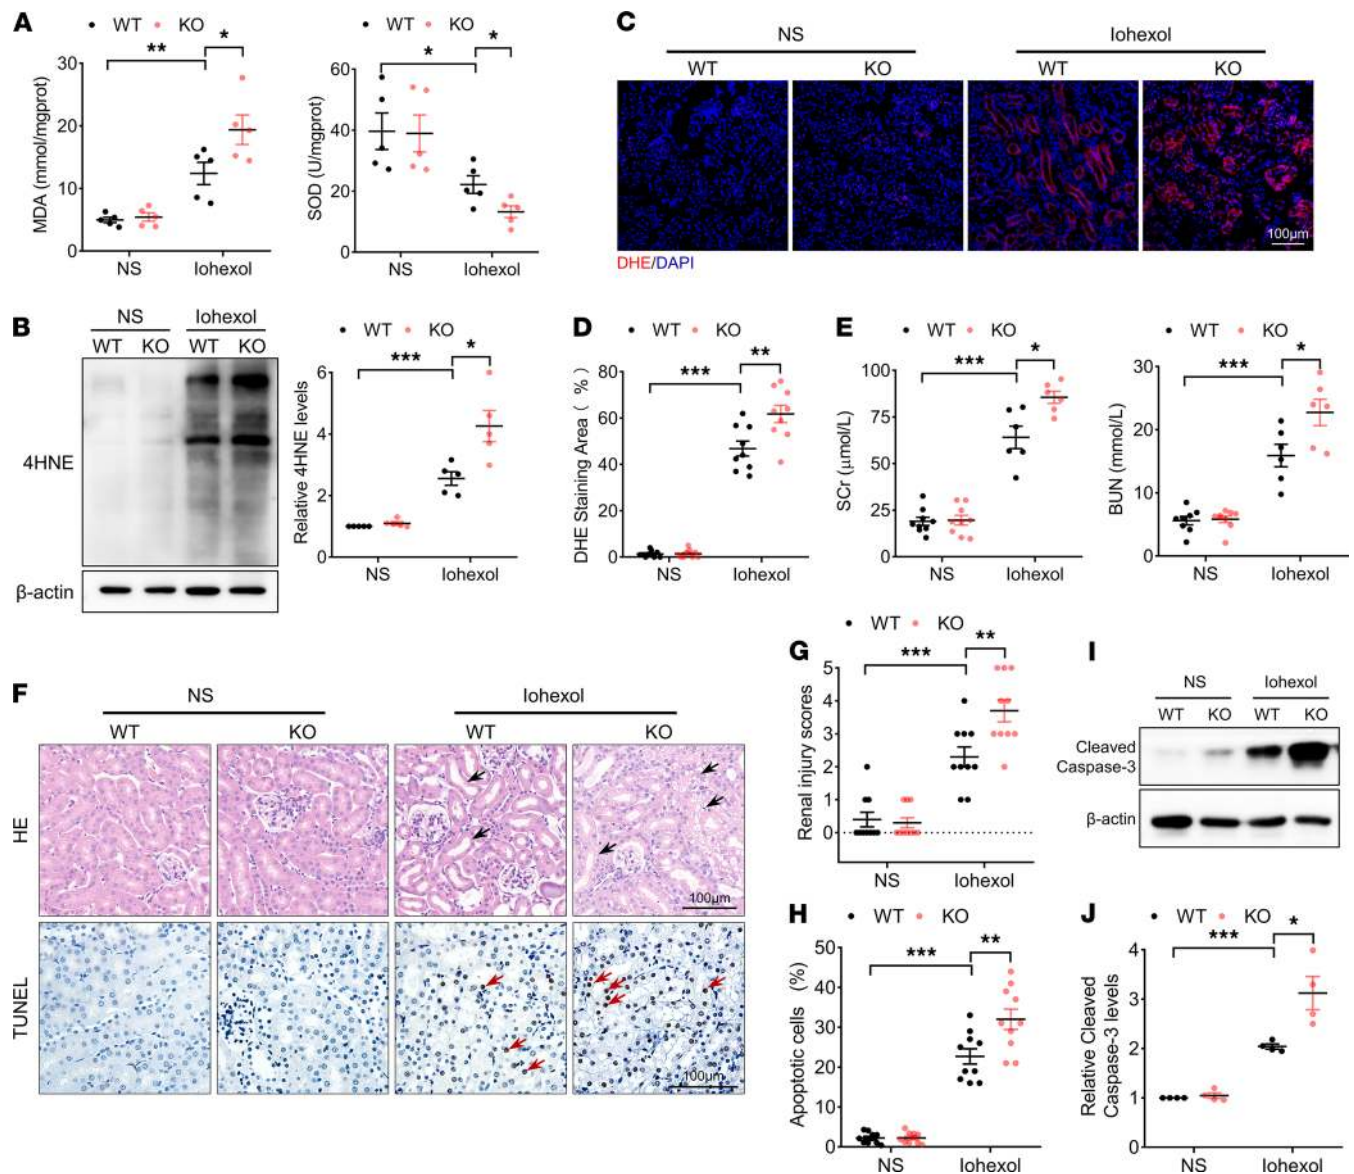 A
WT KO
**
*
MDA (mmol/mgprot)
30
20
10
0
NS Iohexol
WT KO
*
*
SOD (U/mgprot)
60
40
20
0
NS Iohexol
C
NS Iohexol
WT KO WT KO
100μm
DHE/DAPI
B
NS Iohexol
WT KO WT KO
4HNE
β-actin
WT KO
***
*
Relative 4HNE levels
6
4
2
0
NS Iohexol
D
WT KO
***
**
DHE Staining Area ( %)
80
60
40
20
0
NS Iohexol
E
WT KO
***
*
SCr (μmol/L)
100
75
50
25
0
NS Iohexol
WT KO
***
*
BUN (mmol/L)
30
20
10
0
NS Iohexol
F
NS Iohexol
WT KO WT KO
HE
100μm
TUNEL
100μm
G
WT KO
***
**
Renal injury scores
5
4
3
2
1
0
NS Iohexol
H
WT KO
***
**
Apoptotic cells (%)
50
40
30
20
10
0
NS Iohexol
I
NS Iohexol
WT KO WT KO
Cleaved
Caspase-3
β-actin
J
WT KO
***
*
Relative Cleaved
Caspase-3 levels
4
3
2
1
0
NS Iohexol